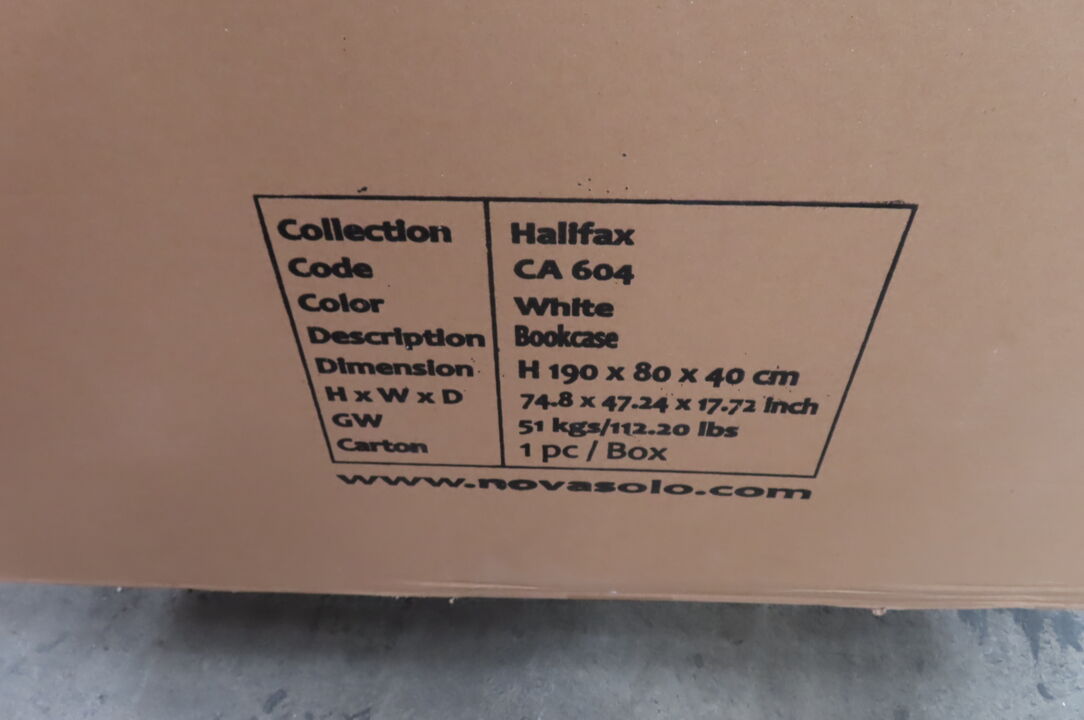 Collection Halifax
Code CA 604
Color White
Description Bookcase
Dimension H 190 x 80 x 40 cm
H x W x D 74.8 x 47.24 x 17.72 Inch
GW 51 kgs/112.20 lbs
Carton 1 pc / Box
www.novasolo.com